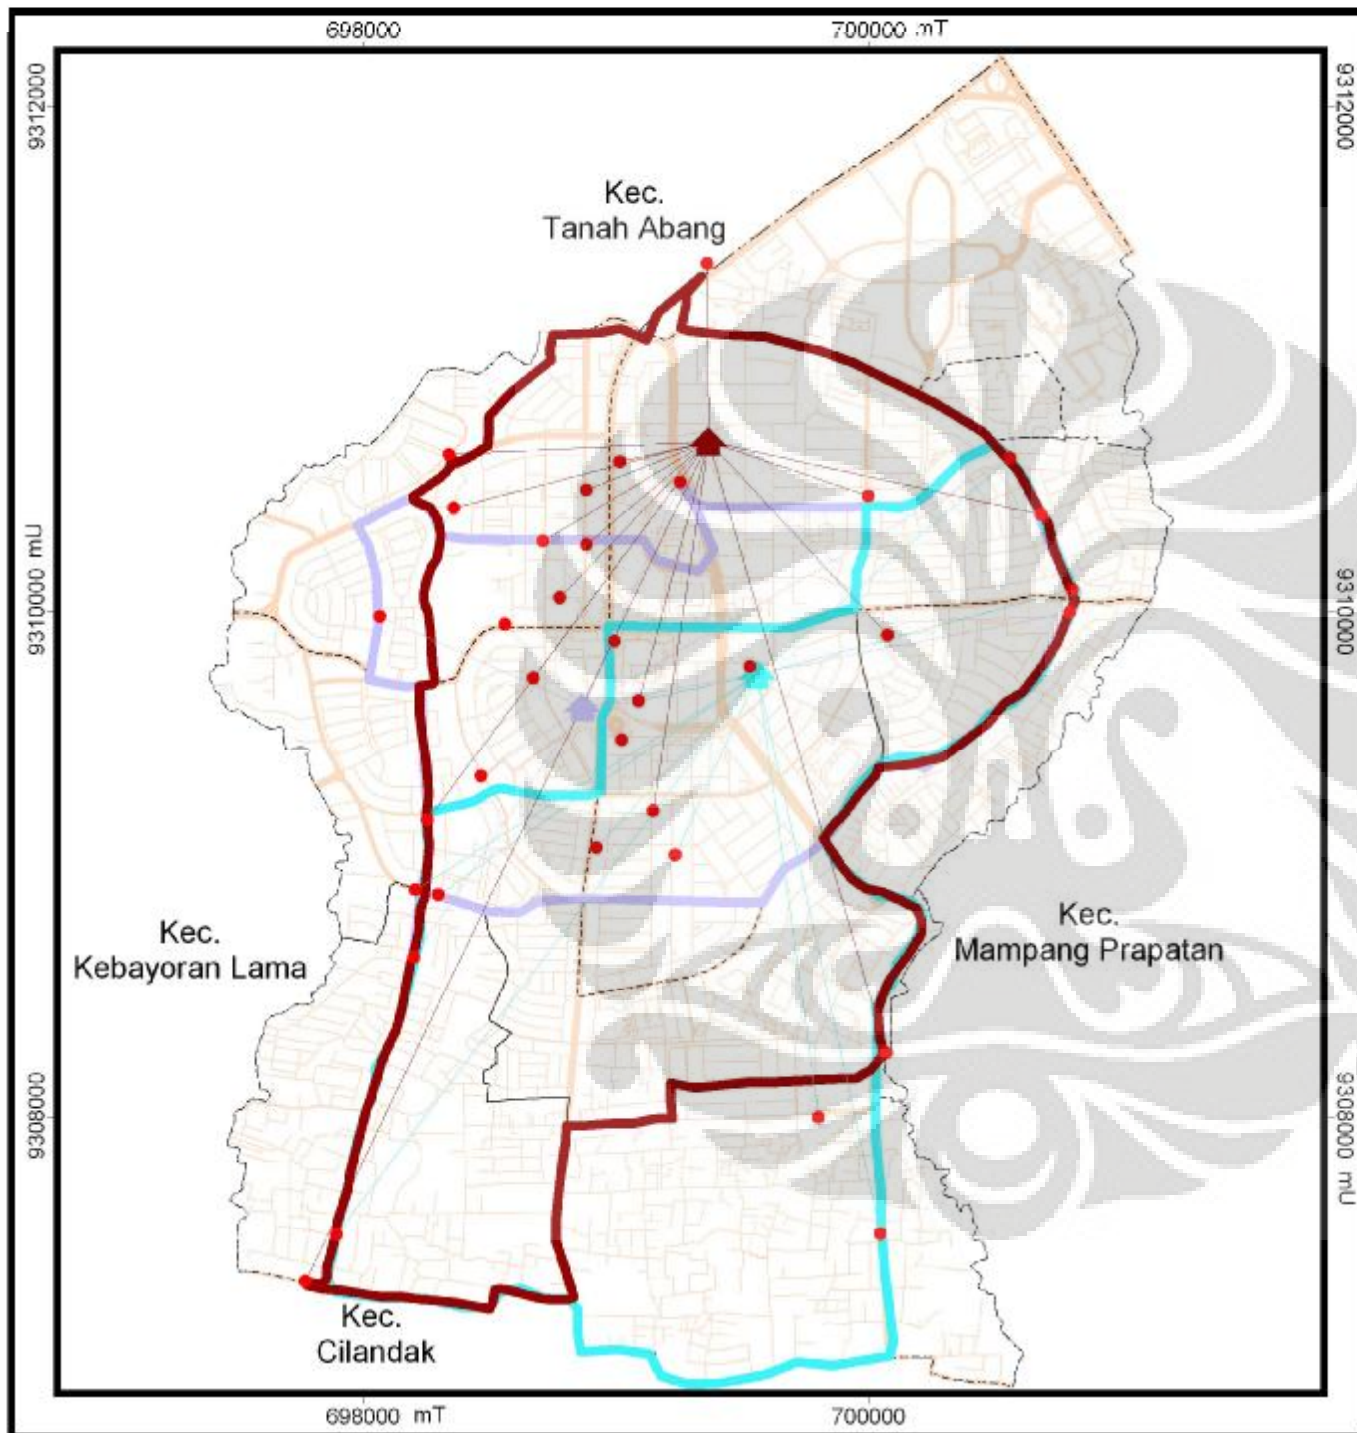 698000
700000 mT
9312000
9312000
Kec.
Tanah Abang
9310000 mU
9310000
Kec.
Kebayoran Lama
Kec.
Mampang Prapatan
9308000
9308000 mU
Kec.
Cilandak
698000 mT
700000